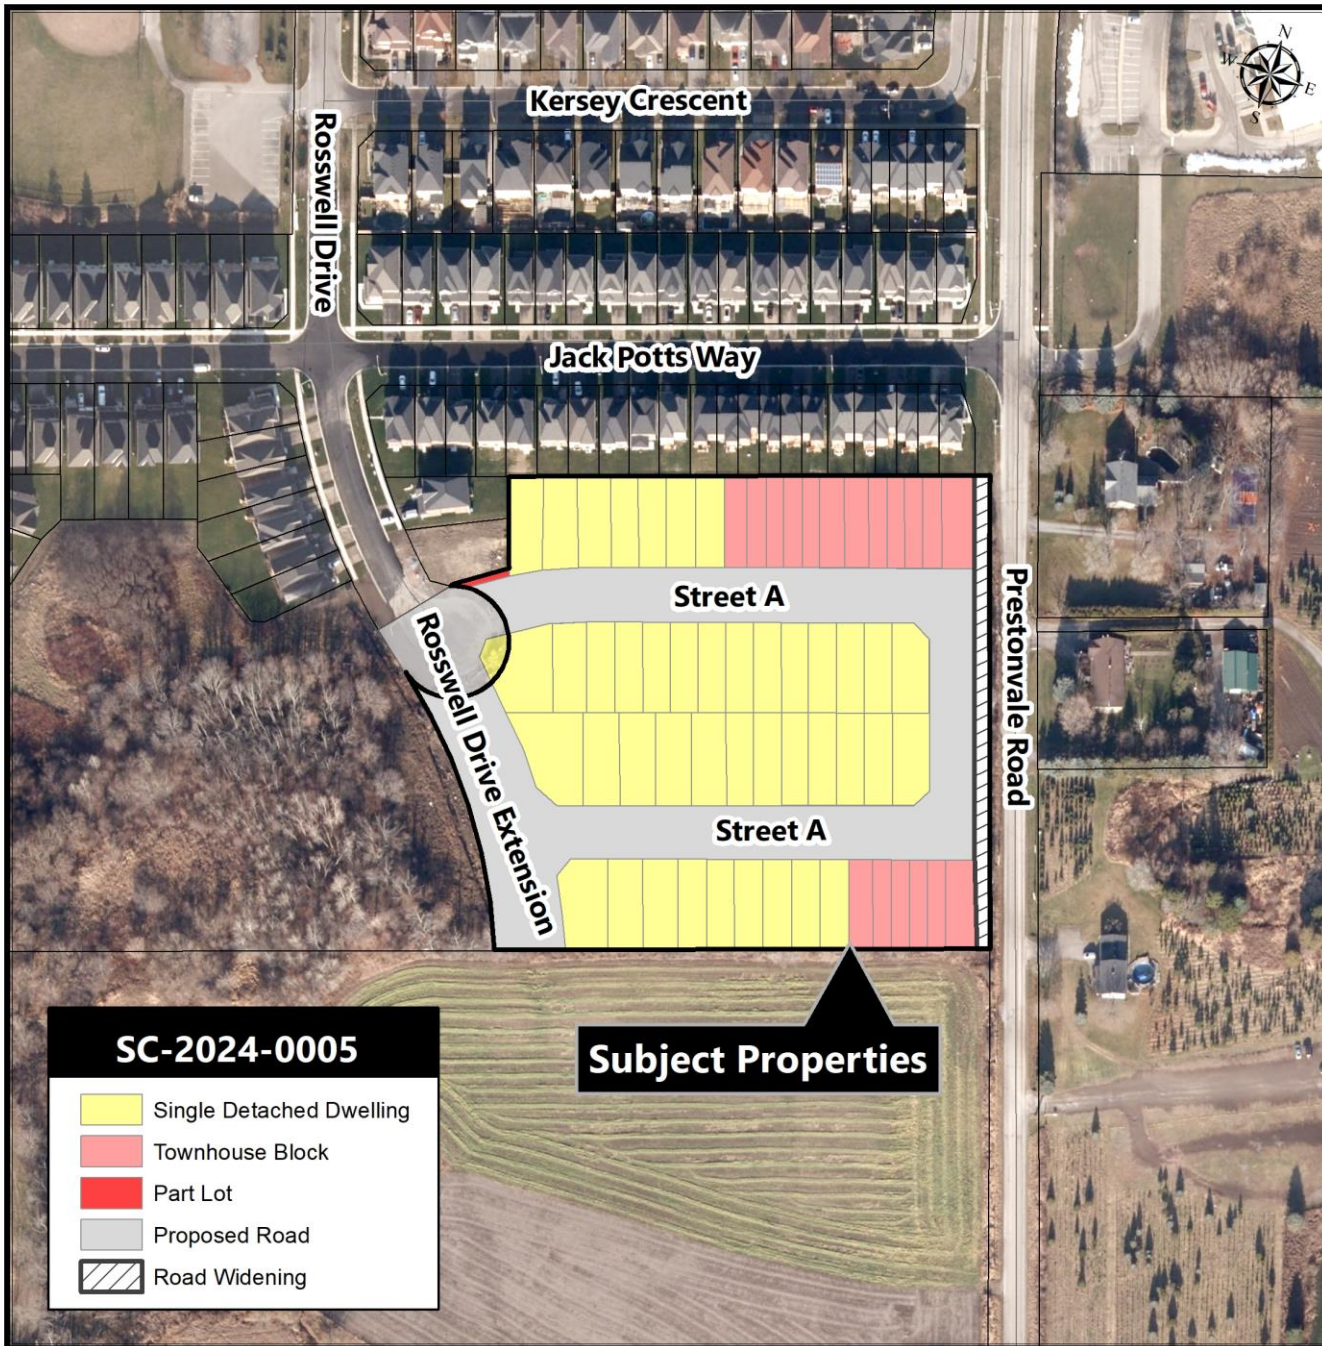 N
W
E
S
Kersey Crescent
Rosswell Drive
Jack Potts Way
Street A
Prestonvale Road
Rosswell Drive Extension
Street A
Subject Properties
SC-2024-0005
Single Detached Dwelling
Townhouse Block
Part Lot
Proposed Road
Road Widening